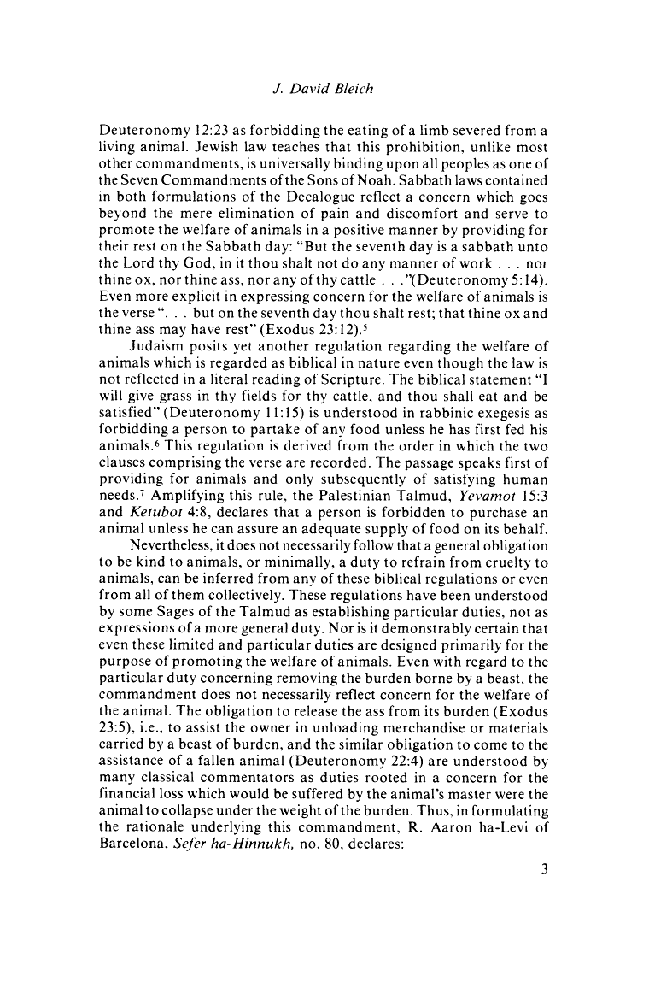 J. David Bleich
Deuteronomy 12:23 as forbidding the eating of a limb severed from a
living animal. Jewish law teaches that this prohibition, unlike most
other commandments, is universally binding upon all peoples as one of
the Seven Commandments of the Sons of Noah. Sabbath laws contained
in both formulations of the Decalogue reflect a concern which goes
beyond the mere elimination of pain and discomfort and serve to
promote the welfare of animals in a positive manner by providing for
their rest on the Sabbath day: “But the seventh day is a sabbath unto
the Lord thy God, in it thou shalt not do any manner of work . . . nor
thine ox, nor thine ass, nor any of thy cattle . . .”(Deuteronomy 5:14).
Even more explicit in expressing concern for the welfare of animals is
the verse “. . . but on the seventh day thou shalt rest; that thine ox and
thine ass may have rest” (Exodus 23:12).⁵
Judaism posits yet another regulation regarding the welfare of
animals which is regarded as biblical in nature even though the law is
not reflected in a literal reading of Scripture. The biblical statement “I
will give grass in thy fields for thy cattle, and thou shall eat and be
satisfied” (Deuteronomy 11:15) is understood in rabbinic exegesis as
forbidding a person to partake of any food unless he has first fed his
animals.⁶ This regulation is derived from the order in which the two
clauses comprising the verse are recorded. The passage speaks first of
providing for animals and only subsequently of satisfying human
needs.⁷ Amplifying this rule, the Palestinian Talmud, Yevamot 15:3
and Ketubot 4:8, declares that a person is forbidden to purchase an
animal unless he can assure an adequate supply of food on its behalf.
Nevertheless, it does not necessarily follow that a general obligation
to be kind to animals, or minimally, a duty to refrain from cruelty to
animals, can be inferred from any of these biblical regulations or even
from all of them collectively. These regulations have been understood
by some Sages of the Talmud as establishing particular duties, not as
expressions of a more general duty. Nor is it demonstrably certain that
even these limited and particular duties are designed primarily for the
purpose of promoting the welfare of animals. Even with regard to the
particular duty concerning removing the burden borne by a beast, the
commandment does not necessarily reflect concern for the welfare of
the animal. The obligation to release the ass from its burden (Exodus
23:5), i.e., to assist the owner in unloading merchandise or materials
carried by a beast of burden, and the similar obligation to come to the
assistance of a fallen animal (Deuteronomy 22:4) are understood by
many classical commentators as duties rooted in a concern for the
financial loss which would be suffered by the animal’s master were the
animal to collapse under the weight of the burden. Thus, in formulating
the rationale underlying this commandment, R. Aaron ha-Levi of
Barcelona, Sefer ha-Hinnukh, no. 80, declares:
3